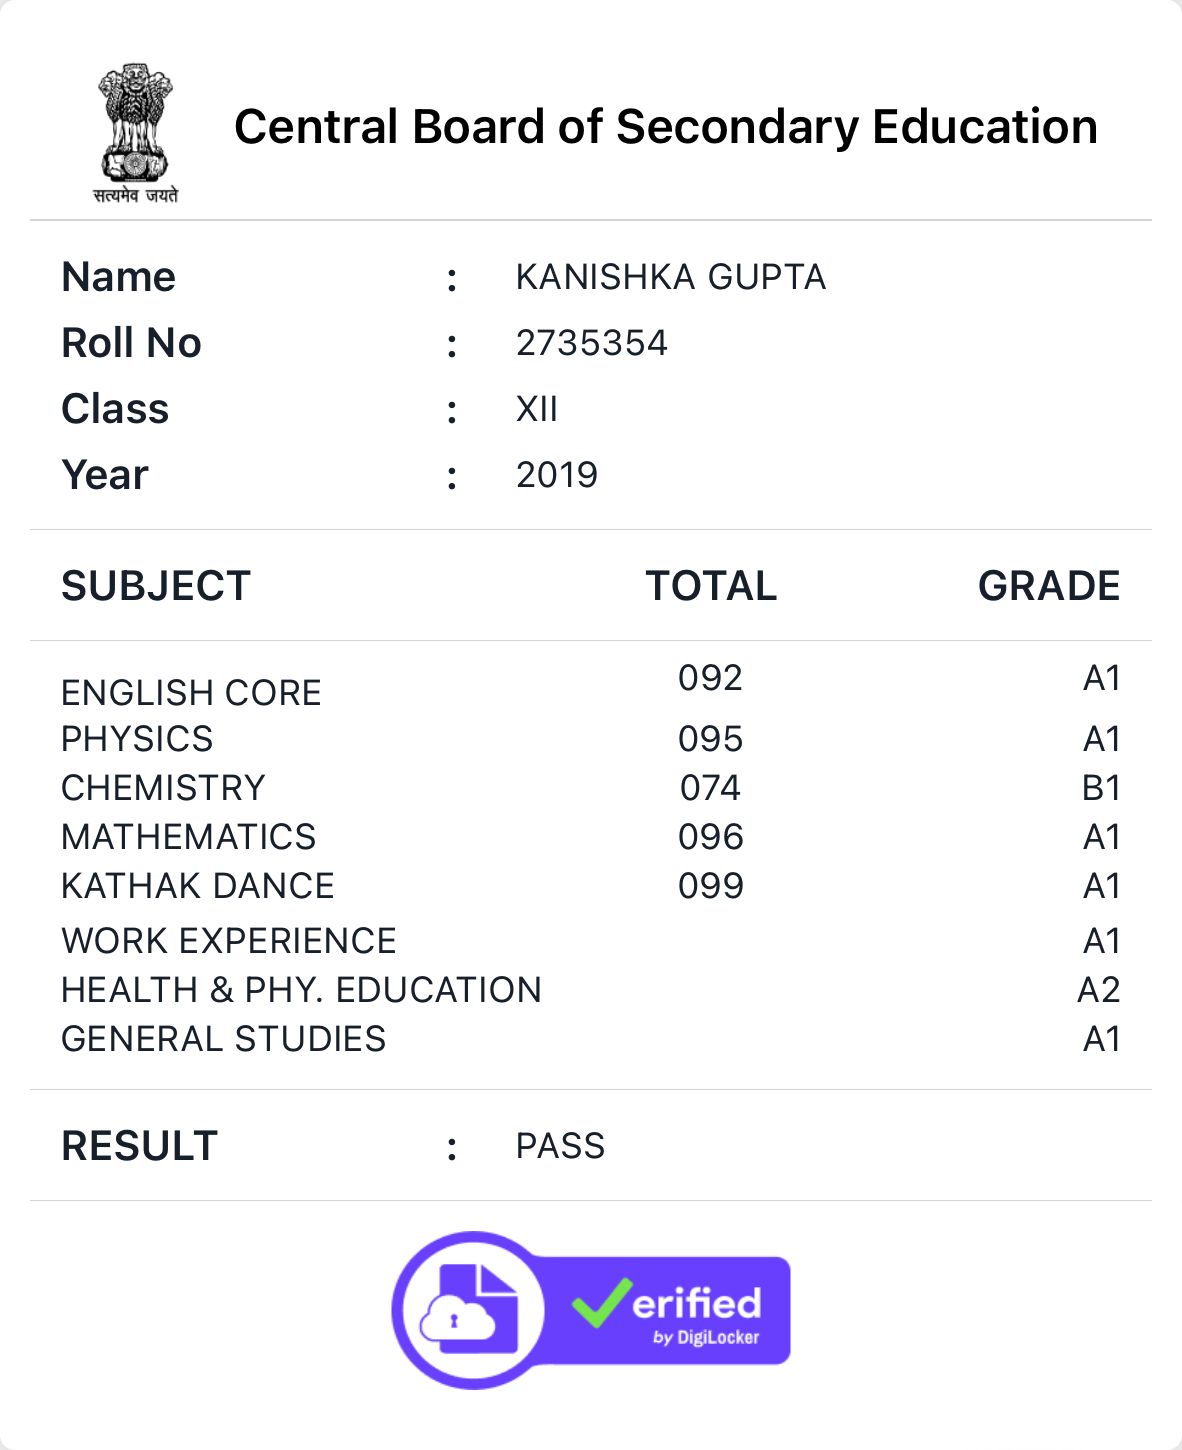 सत्यमेव जयते
Central Board of Secondary Education
Name : KANISHKA GUPTA
Roll No : 2735354
Class : XII
Year : 2019
SUBJECT TOTAL GRADE
ENGLISH CORE 092 A1
PHYSICS 095 A1
CHEMISTRY 074 B1
MATHEMATICS 096 A1
KATHAK DANCE 099 A1
WORK EXPERIENCE A1
HEALTH & PHY. EDUCATION A2
GENERAL STUDIES A1
RESULT : PASS
Verified
by DigiLocker